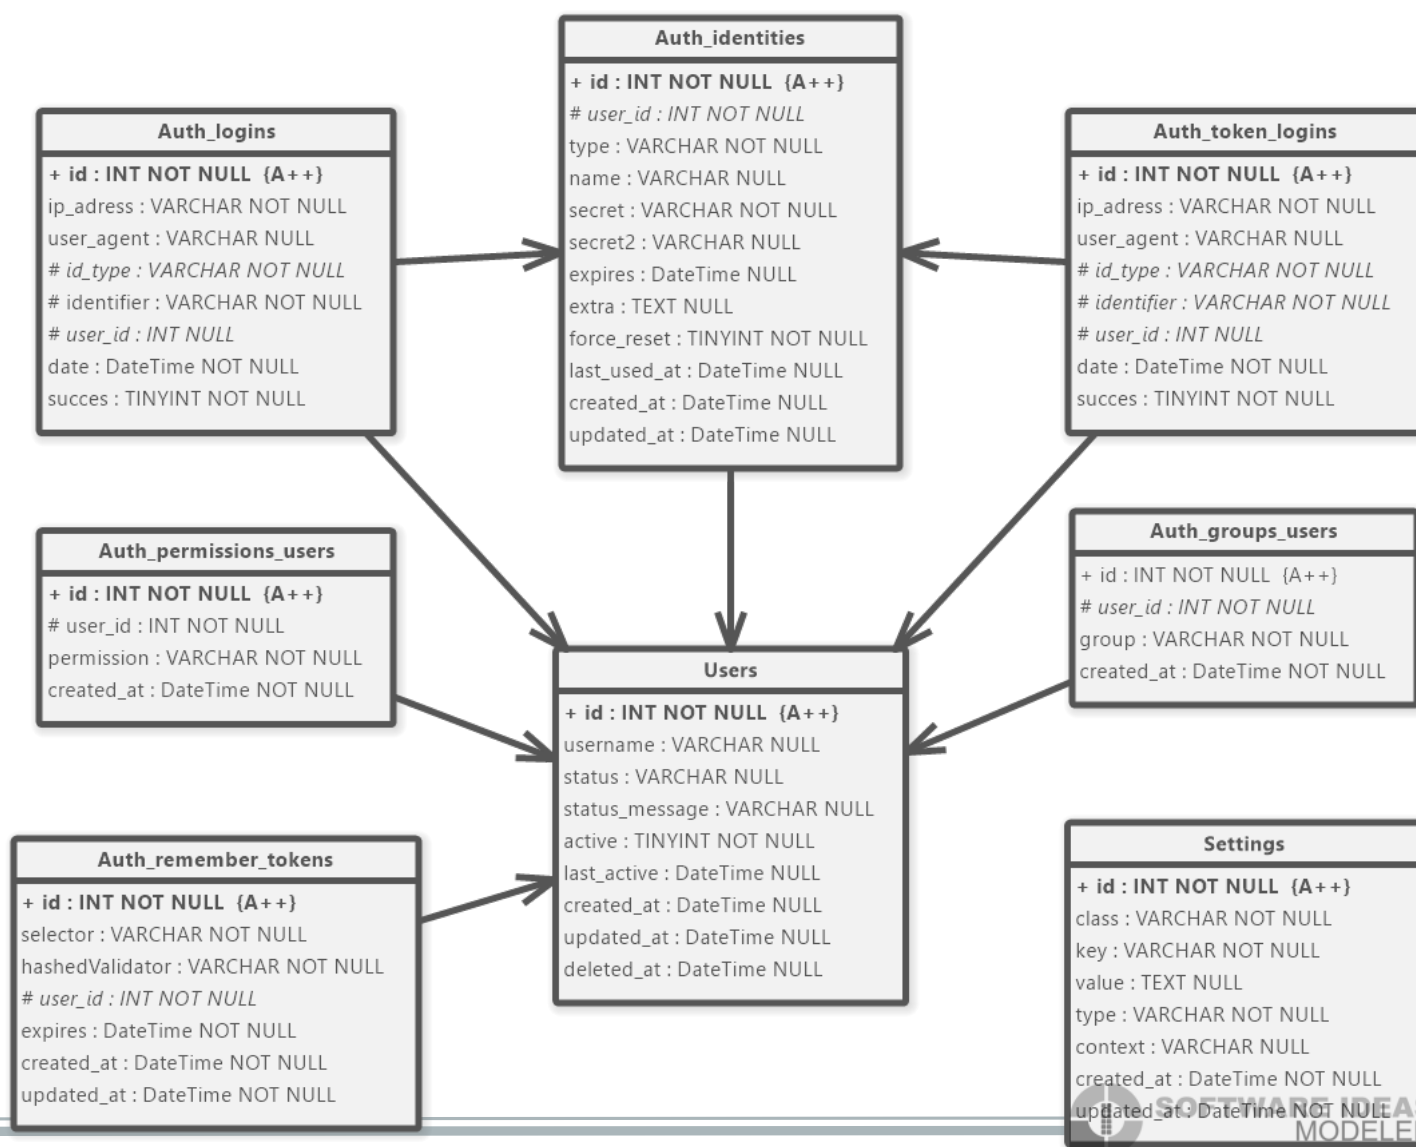 Auth_identities
+ id : INT NOT NULL {A++}
# user_id : INT NOT NULL
type : VARCHAR NOT NULL
name : VARCHAR NULL
secret : VARCHAR NOT NULL
secret2 : VARCHAR NULL
expires : DateTime NULL
extra : TEXT NULL
force_reset : TINYINT NOT NULL
last_used_at : DateTime NULL
created_at : DateTime NULL
updated_at : DateTime NULL
Auth_logins
+ id : INT NOT NULL {A++}
ip_adress : VARCHAR NOT NULL
user_agent : VARCHAR NULL
# id_type : VARCHAR NOT NULL
# identifier : VARCHAR NOT NULL
# user_id : INT NULL
date : DateTime NOT NULL
succes : TINYINT NOT NULL
Auth_token_logins
+ id : INT NOT NULL {A++}
ip_adress : VARCHAR NOT NULL
user_agent : VARCHAR NULL
# id_type : VARCHAR NOT NULL
# identifier : VARCHAR NOT NULL
# user_id : INT NULL
date : DateTime NOT NULL
succes : TINYINT NOT NULL
Auth_permissions_users
+ id : INT NOT NULL {A++}
# user_id : INT NOT NULL
permission : VARCHAR NOT NULL
created_at : DateTime NOT NULL
Auth_groups_users
+ id : INT NOT NULL {A++}
# user_id : INT NOT NULL
group : VARCHAR NOT NULL
created_at : DateTime NOT NULL
Users
+ id : INT NOT NULL {A++}
username : VARCHAR NULL
status : VARCHAR NULL
status_message : VARCHAR NULL
active : TINYINT NOT NULL
last_active : DateTime NULL
created_at : DateTime NULL
updated_at : DateTime NULL
deleted_at : DateTime NULL
Auth_remember_tokens
+ id : INT NOT NULL {A++}
selector : VARCHAR NOT NULL
hashedValidator : VARCHAR NOT NULL
# user_id : INT NOT NULL
expires : DateTime NOT NULL
created_at : DateTime NOT NULL
updated_at : DateTime NOT NULL
Settings
+ id : INT NOT NULL {A++}
class : VARCHAR NOT NULL
key : VARCHAR NOT NULL
value : TEXT NULL
type : VARCHAR NOT NULL
context : VARCHAR NULL
created_at : DateTime NOT NULL
updated_at : DateTime NOT NULL
SOFTWARE IDEAS
MODELE